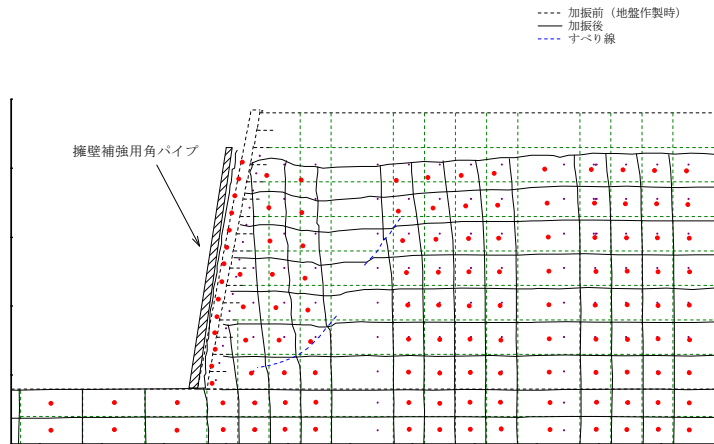 加振前（地盤作製時）
加振後
すべり線
擁壁補強用角パイプ